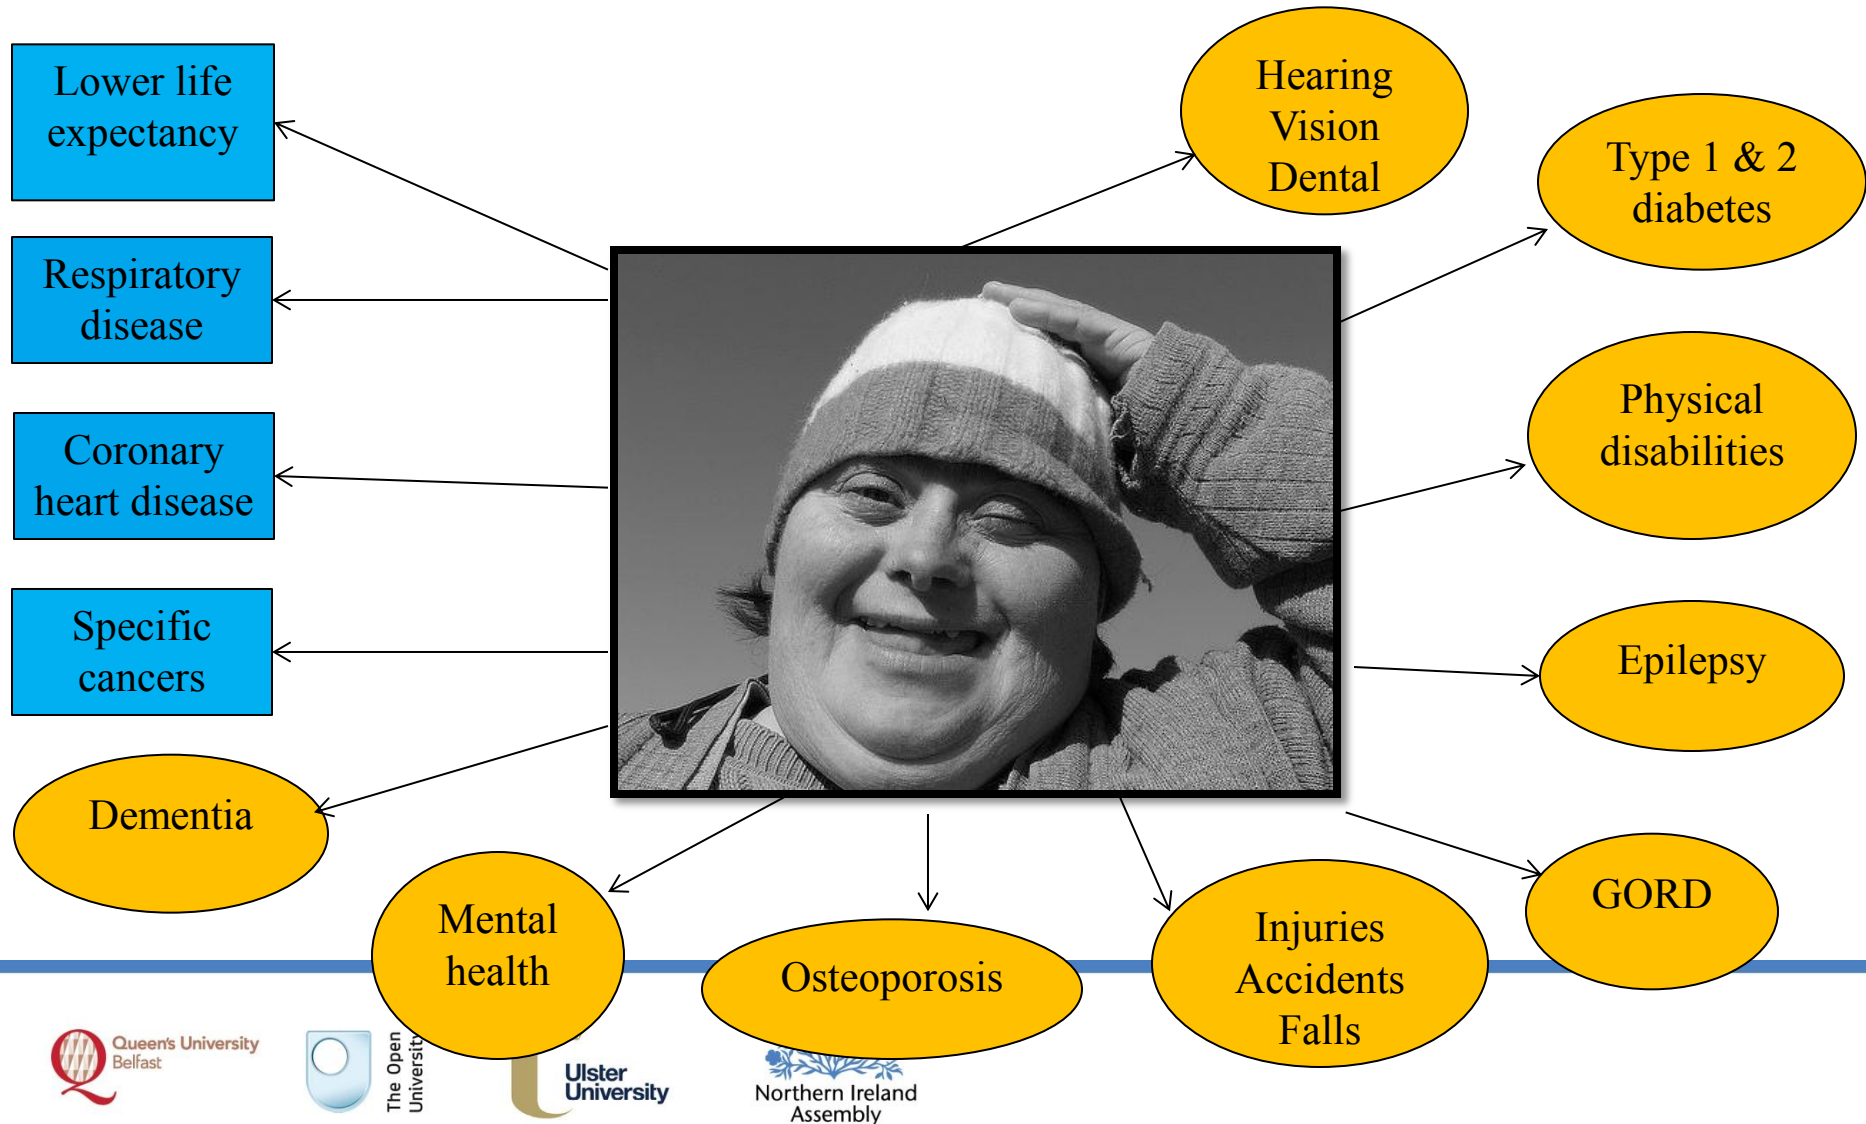 Lower life
expectancy
Respiratory
disease
Coronary
heart disease
Specific
cancers
Dementia
Mental
health
Osteoporosis
Injuries
Accidents
Falls
GORD
Epilepsy
Physical
disabilities
Type 1 & 2
diabetes
Hearing
Vision
Dental
Queen's University
Belfast
The Open
University
Ulster
University
Northern Ireland
Assembly